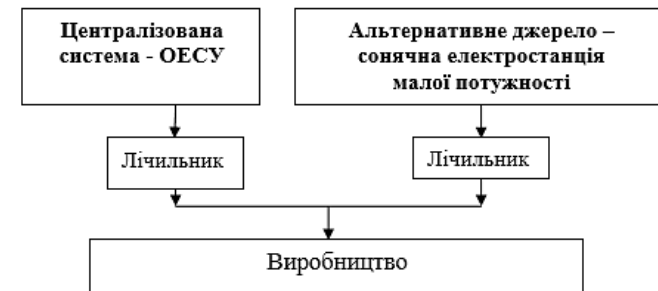 Централізована
система - ОЕСУ
Альтернативне джерело –
сонячна електростанція
малої потужності
Лічильник
Лічильник
Виробництво